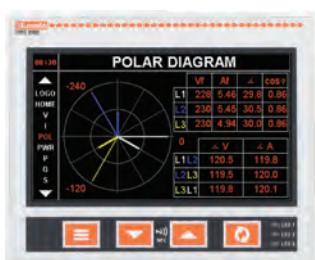 08:30 POLAR DIAGRAM
LOGO
HOME
V
I
POL
PWR
P
Q
S
-240
-120
Vf Af ∡ cosφ
L1 228 5.46 29.8 0.86
L2 230 5.45 30.5 0.86
L3 230 4.94 30.0 0.86
0 ∡ V ∡ A
L1L2 120.5 119.8
L2L3 119.5 120.0
L3L1 119.8 120.1